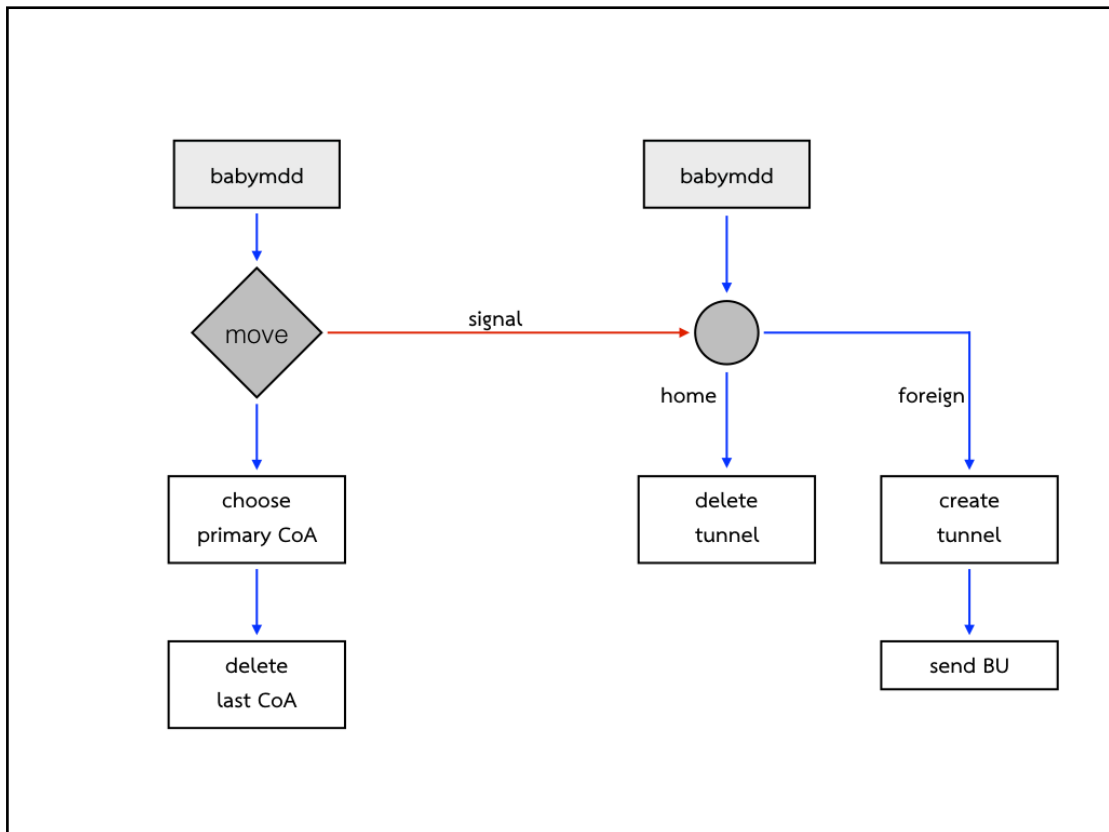 babymdd
babymdd
move
signal
home
foreign
choose
primary CoA
delete
tunnel
create
tunnel
delete
last CoA
send BU